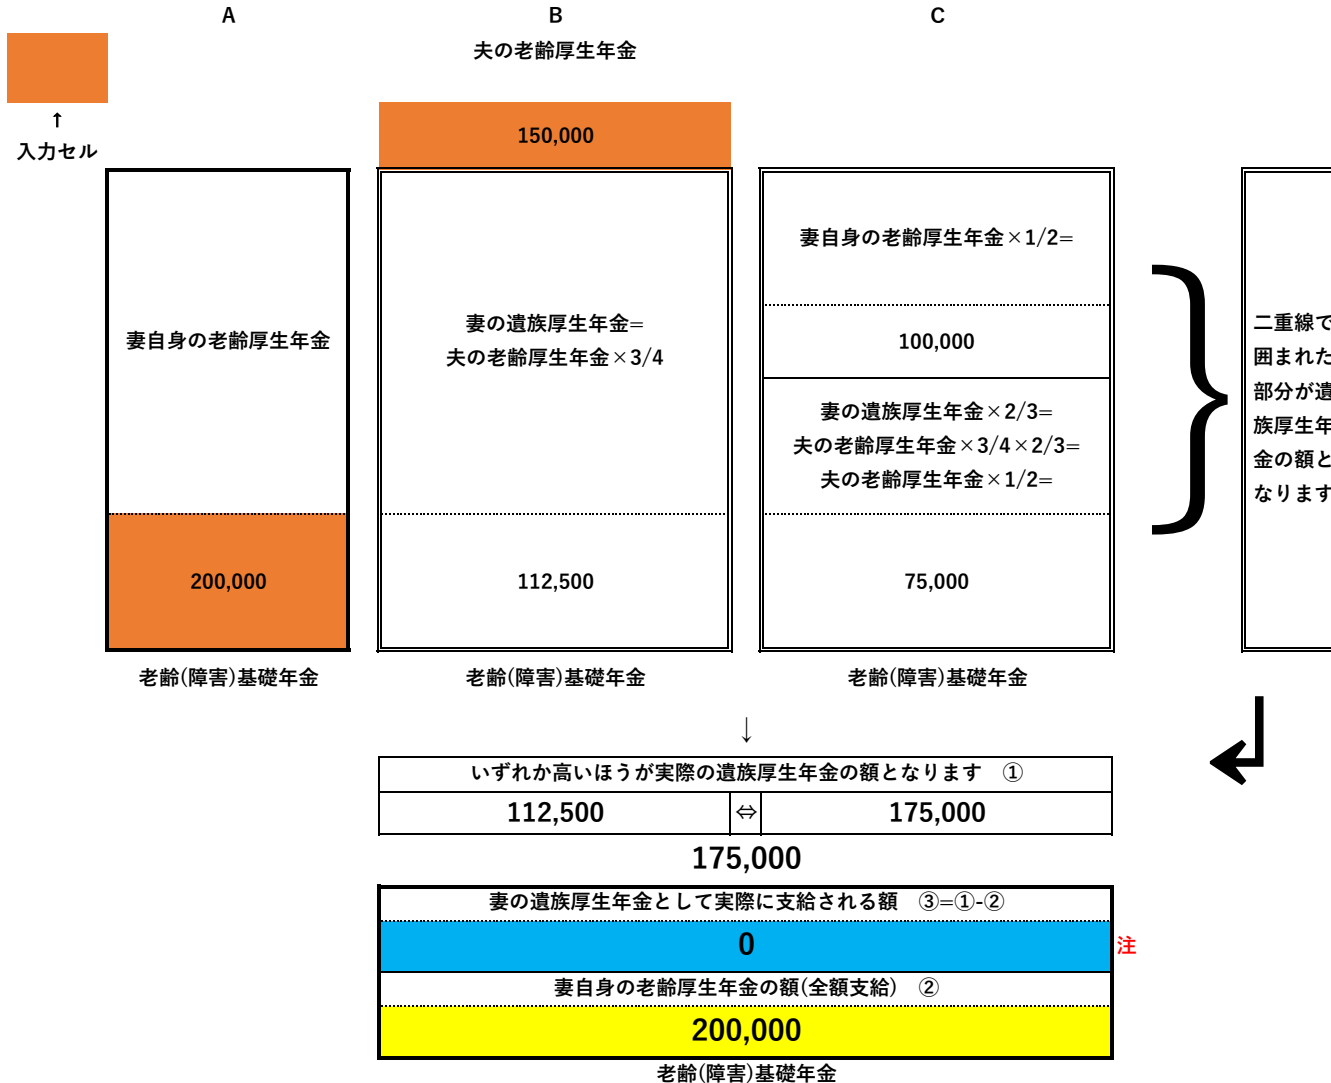 A
B
C
夫の老齢厚生年金
↑
入力セル
150,000
妻自身の老齢厚生年金
200,000
老齢(障害)基礎年金
妻の遺族厚生年金=
夫の老齢厚生年金×3/4
112,500
老齢(障害)基礎年金
妻自身の老齢厚生年金×1/2=
100,000
妻の遺族厚生年金×2/3=
夫の老齢厚生年金×3/4×2/3=
夫の老齢厚生年金×1/2=
75,000
老齢(障害)基礎年金
}
二重線で
囲まれた
部分が遺
族厚生年
金の額と
なります
↓
いずれか高いほうが実際の遺族厚生年金の額となります　①
112,500 ⇔ 175,000
175,000
妻の遺族厚生年金として実際に支給される額　③=①-②
0
注
妻自身の老齢厚生年金の額(全額支給)　②
200,000
老齢(障害)基礎年金